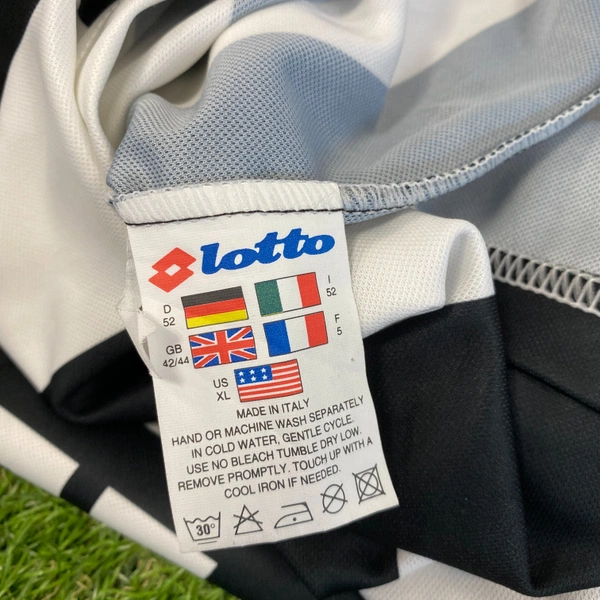 lotto
D 52
I 52
GB 42/44
F 5
US XL
MADE IN ITALY
HAND OR MACHINE WASH SEPARATELY
IN COLD WATER, GENTLE CYCLE.
USE NO BLEACH TUMBLE DRY LOW.
REMOVE PROMPTLY. TOUCH UP WITH A
COOL IRON IF NEEDED.
30° A